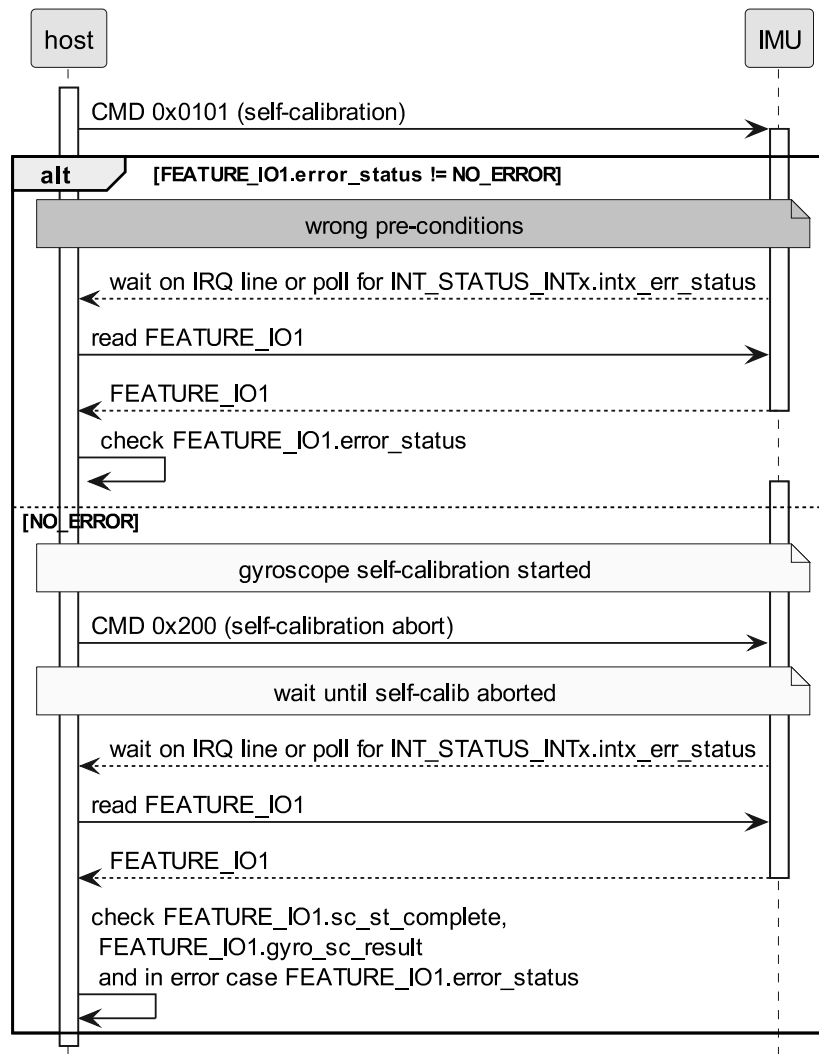 host IMU
CMD 0x0101 (self-calibration)
alt [FEATURE_IO1.error_status != NO_ERROR]
wrong pre-conditions
wait on IRQ line or poll for INT_STATUS_INTx.intx_err_status
read FEATURE_IO1
FEATURE_IO1
check FEATURE_IO1.error_status
[NO_ERROR]
gyroscope self-calibration started
CMD 0x200 (self-calibration abort)
wait until self-calib aborted
wait on IRQ line or poll for INT_STATUS_INTx.intx_err_status
read FEATURE_IO1
FEATURE_IO1
check FEATURE_IO1.sc_st_complete,
FEATURE_IO1.gyro_sc_result
and in error case FEATURE_IO1.error_status